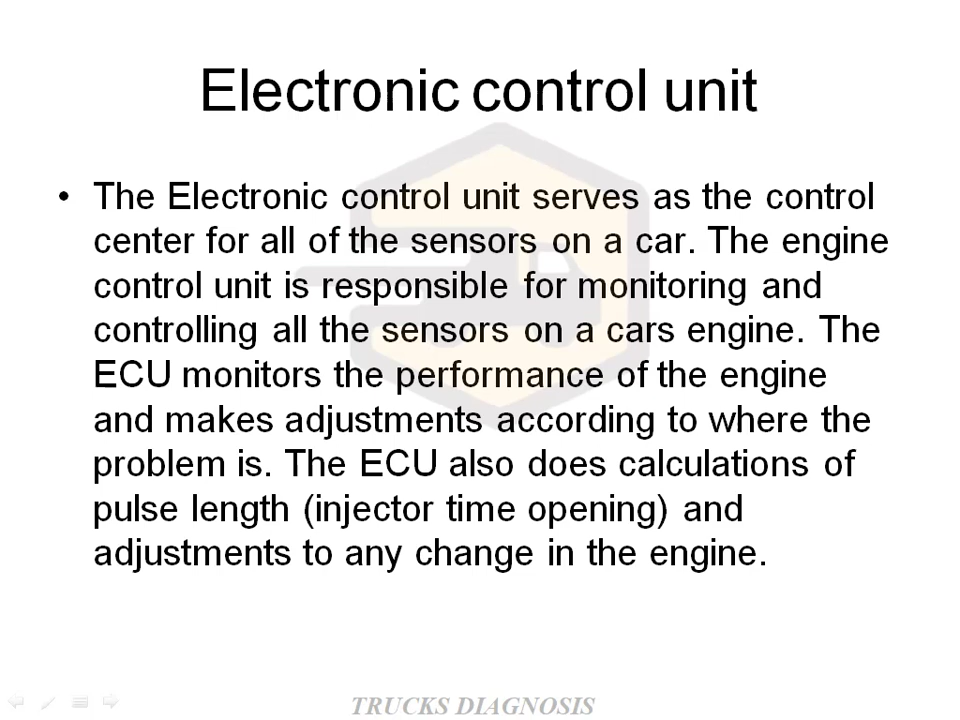 Electronic control unit
• The Electronic control unit serves as the control
center for all of the sensors on a car. The engine
control unit is responsible for monitoring and
controlling all the sensors on a cars engine. The
ECU monitors the performance of the engine
and makes adjustments according to where the
problem is. The ECU also does calculations of
pulse length (injector time opening) and
adjustments to any change in the engine.
TRUCKS DIAGNOSIS